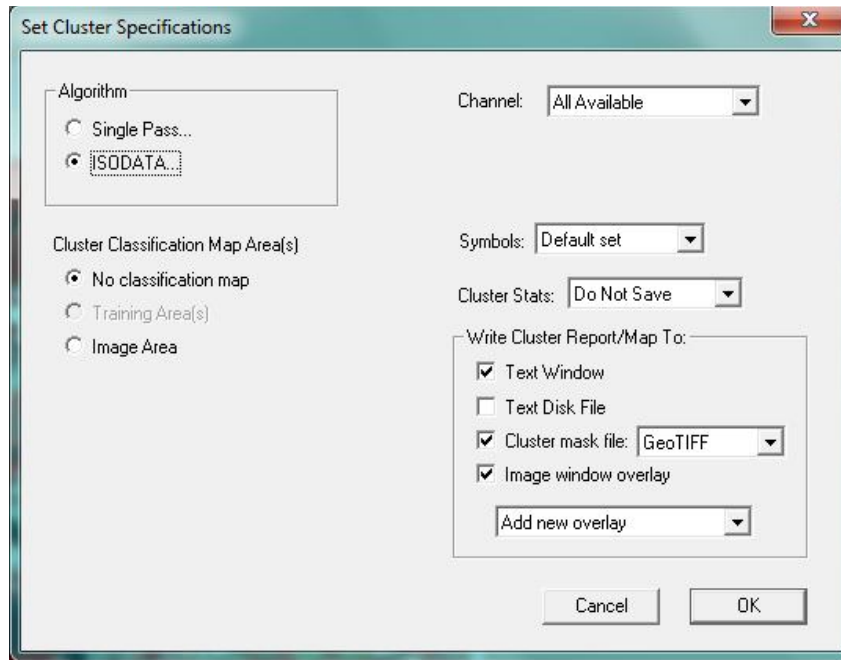 Set Cluster Specifications
Algorithm
Single Pass...
ISODATA...
Channel: All Available
Cluster Classification Map Area(s)
No classification map
Training Area(s)
Image Area
Symbols: Default set
Cluster Stats: Do Not Save
Write Cluster Report/Map To:
Text Window
Text Disk File
Cluster mask file: GeoTIFF
Image window overlay
Add new overlay
Cancel OK